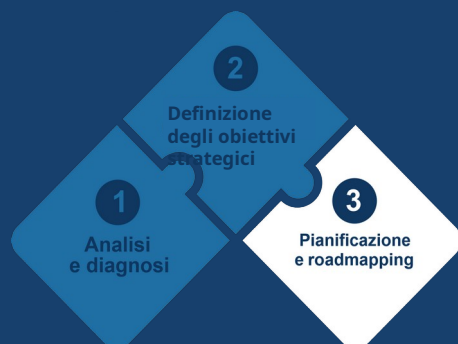 1
Analisi
e diagnosi
2
Definizione
degli obiettivi
strategici
3
Pianificazione
e roadmapping